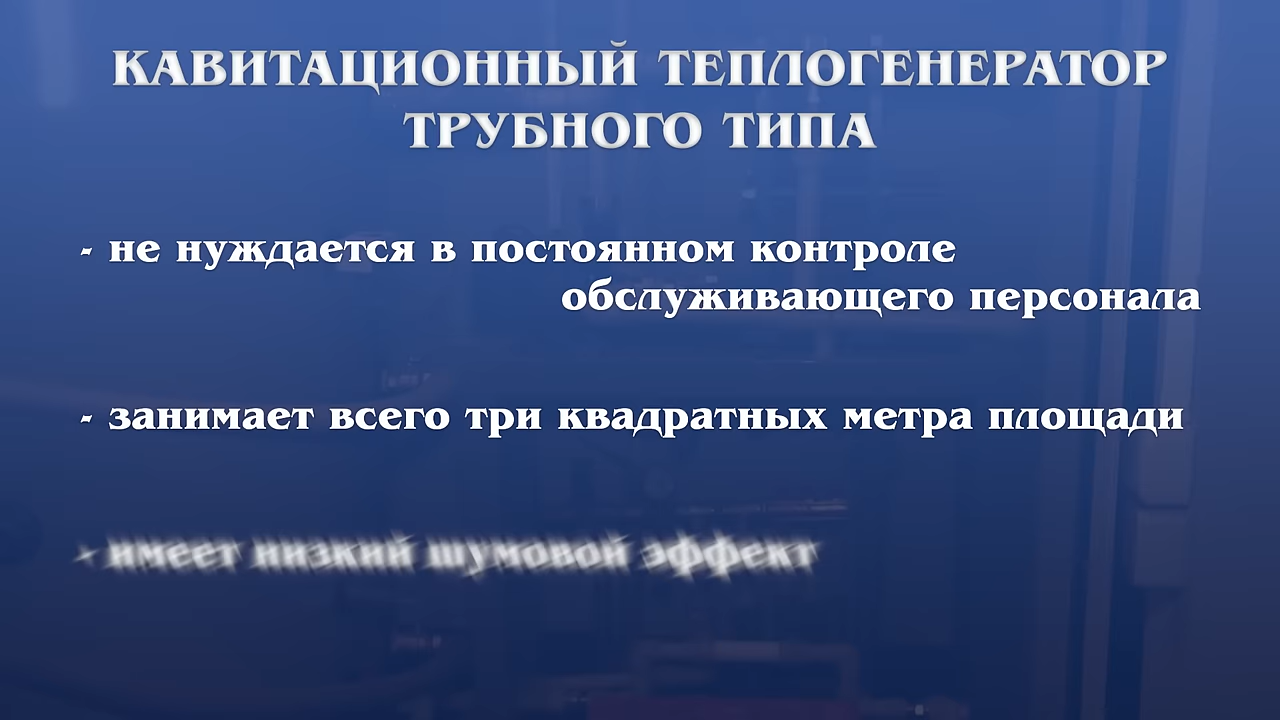 КАВИТАЦИОННЫЙ ТЕПЛОГЕНЕРАТОР
ТРУБНОГО ТИПА
- не нуждается в постоянном контроле
обслуживающего персонала
- занимает всего три квадратных метра площади
- имеет низкий шумовой эффект